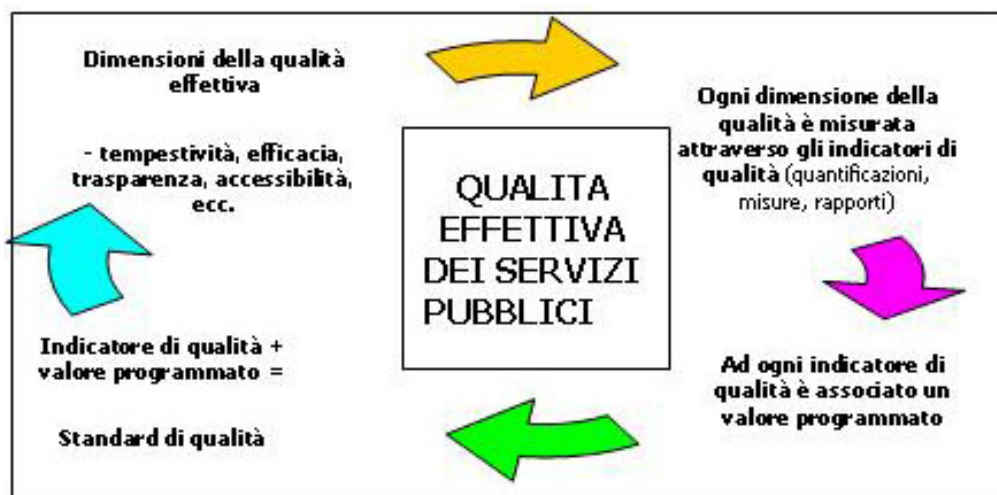 Dimensioni della qualità
effettiva
- tempestività, efficacia,
trasparenza, accessibilità,
ecc.
Ogni dimensione della
qualità è misurata
attraverso gli indicatori di
qualità (quantificazioni,
misure, rapporti)
QUALITA
EFFETTIVA
DEI SERVIZI
PUBBLICI
Ad ogni indicatore di
qualità è associato un
valore programmato
Indicatore di qualità +
valore programmato =
Standard di qualità